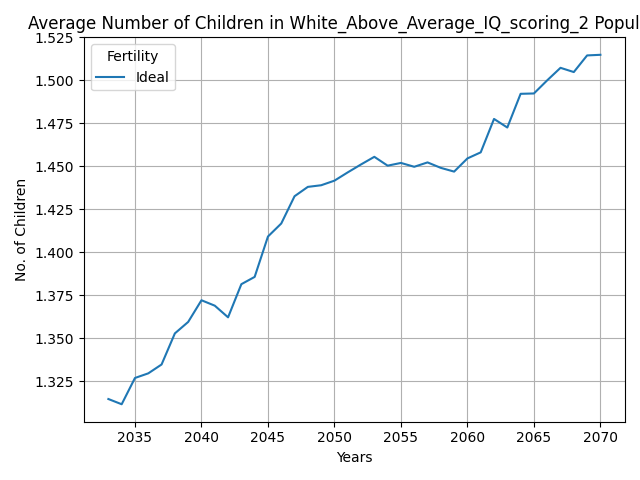 Average Number of Children in White_Above_Average_IQ_scoring_2 Popul
Fertility
Ideal
No. of Children
1.525
1.500
1.475
1.450
1.425
1.400
1.375
1.350
1.325
2035 2040 2045 2050 2055 2060 2065 2070
Years